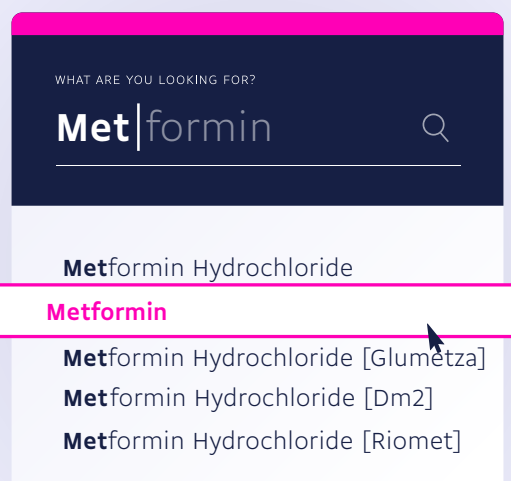 WHAT ARE YOU LOOKING FOR?
Metformin
Metformin Hydrochloride
Metformin
Metformin Hydrochloride [Glumetza]
Metformin Hydrochloride [Dm2]
Metformin Hydrochloride [Riomet]